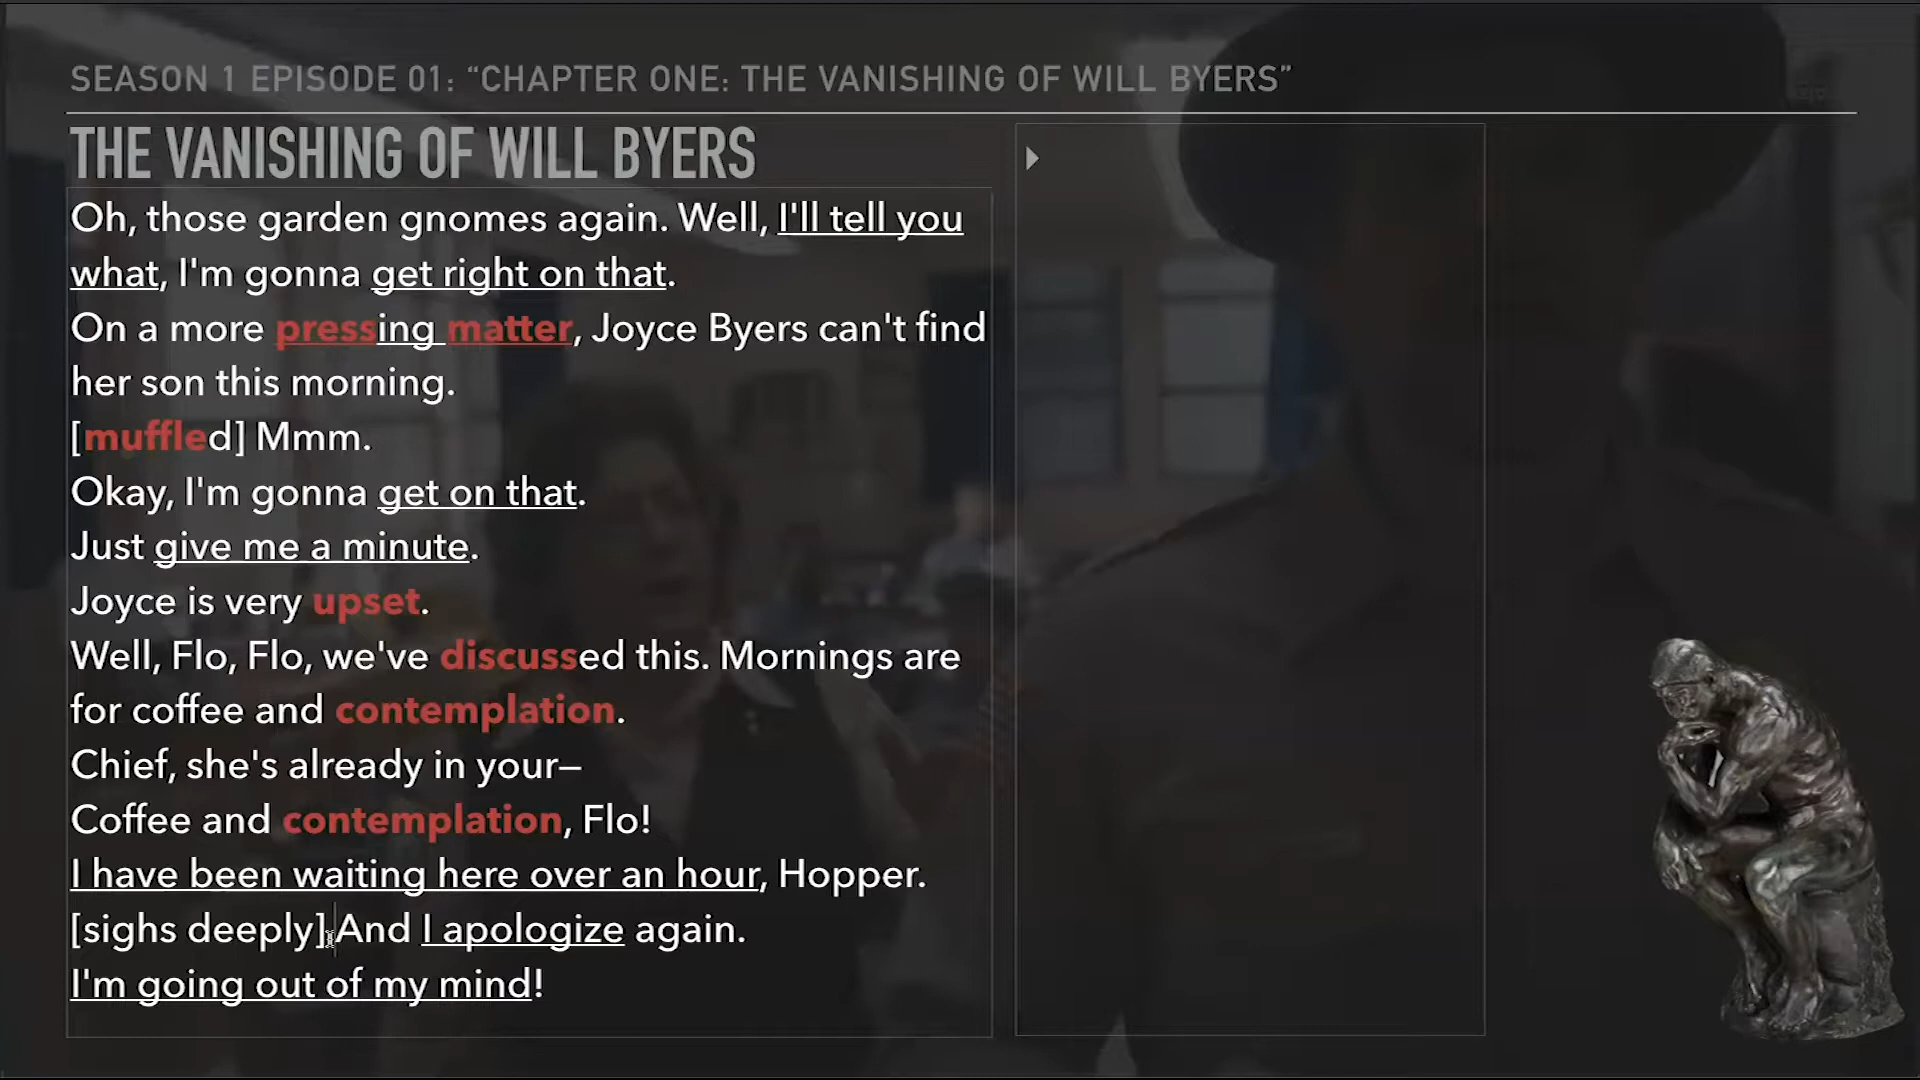 SEASON 1 EPISODE 01: “CHAPTER ONE: THE VANISHING OF WILL BYERS”
THE VANISHING OF WILL BYERS
Oh, those garden gnomes again. Well, I'll tell you
what, I'm gonna get right on that.
On a more pressing matter, Joyce Byers can't find
her son this morning.
[muffled] Mmm.
Okay, I'm gonna get on that.
Just give me a minute.
Joyce is very upset.
Well, Flo, Flo, we've discussed this. Mornings are
for coffee and contemplation.
Chief, she's already in your—
Coffee and contemplation, Flo!
I have been waiting here over an hour, Hopper.
[sighs deeply] And I apologize again.
I'm going out of my mind!